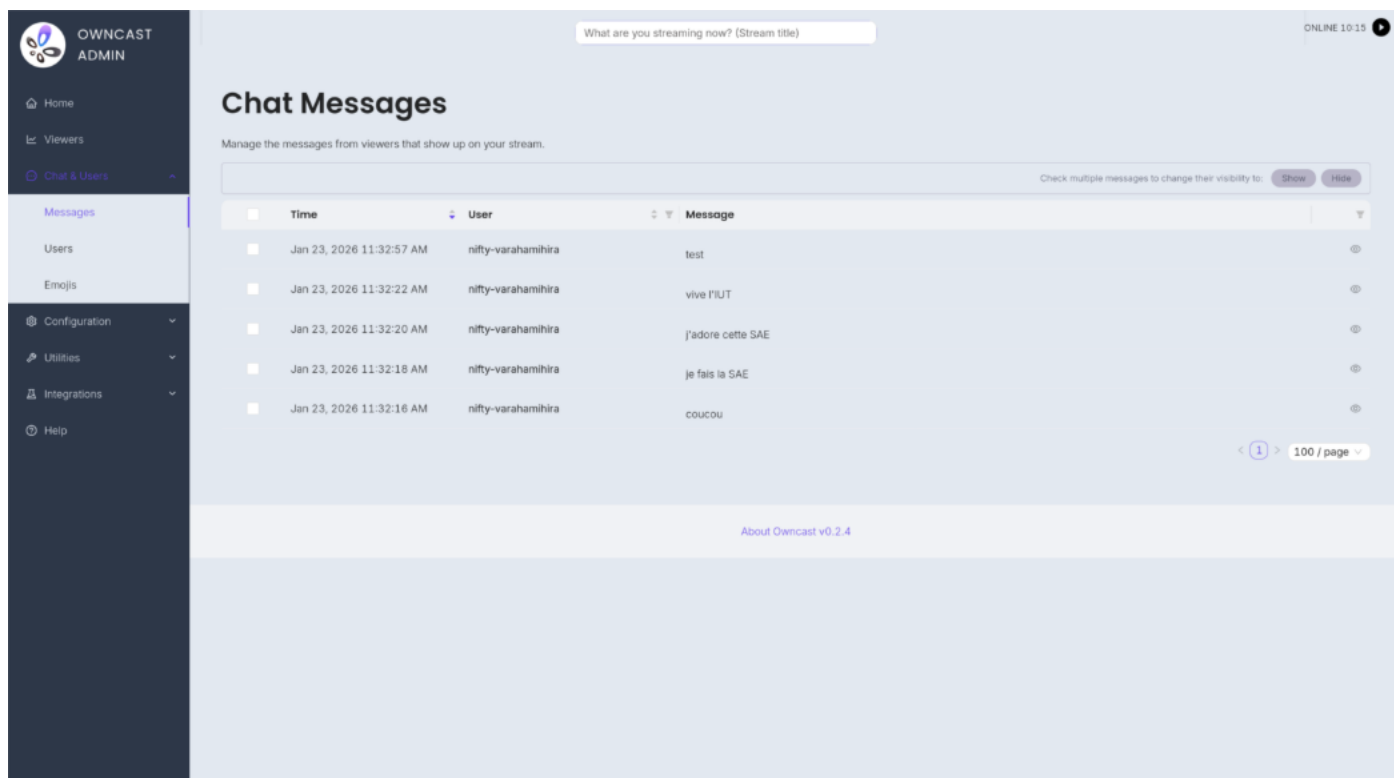 OWNCAST
ADMIN
What are you streaming now? (Stream title)
ONLINE 10:15
Home
Viewers
Chat & Users
Messages
Users
Emojis
Configuration
Utilities
Integrations
Help
Chat Messages
Manage the messages from viewers that show up on your stream.
Check multiple messages to change their visibility to: Show Hide
Time User Message
Jan 23, 2026 11:32:57 AM nifty-varahamihira test
Jan 23, 2026 11:32:22 AM nifty-varahamihira vive l'IUT
Jan 23, 2026 11:32:20 AM nifty-varahamihira j'adore cette SAE
Jan 23, 2026 11:32:18 AM nifty-varahamihira je fais la SAE
Jan 23, 2026 11:32:16 AM nifty-varahamihira coucou
< 1 > 100 / page
About Owncast v0.2.4